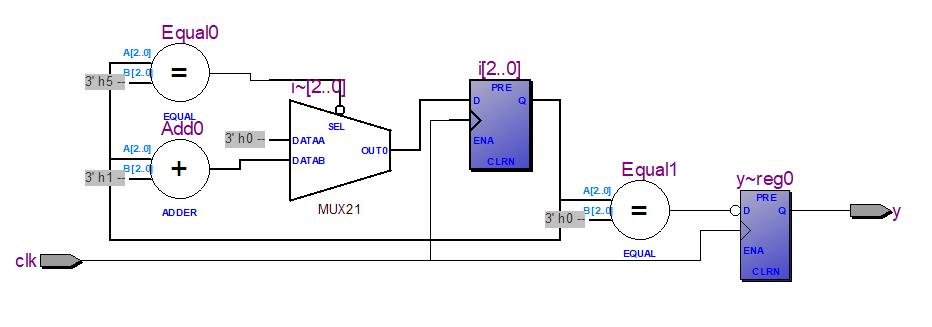 Equal0
A[2..0]
B[2..0]
3' h5 --
=
EQUAL
Add0
A[2..0]
B[2..0]
3' h1 --
+
ADDER
i~[2..0]
SEL
3' h0 --
DATAA
DATAB
OUT0
MUX21
i[2..0]
PRE
D
Q
ENA
CLRN
Equal1
A[2..0]
B[2..0]
3' h0 --
=
EQUAL
y~reg0
PRE
D
Q
ENA
CLRN
y
clk